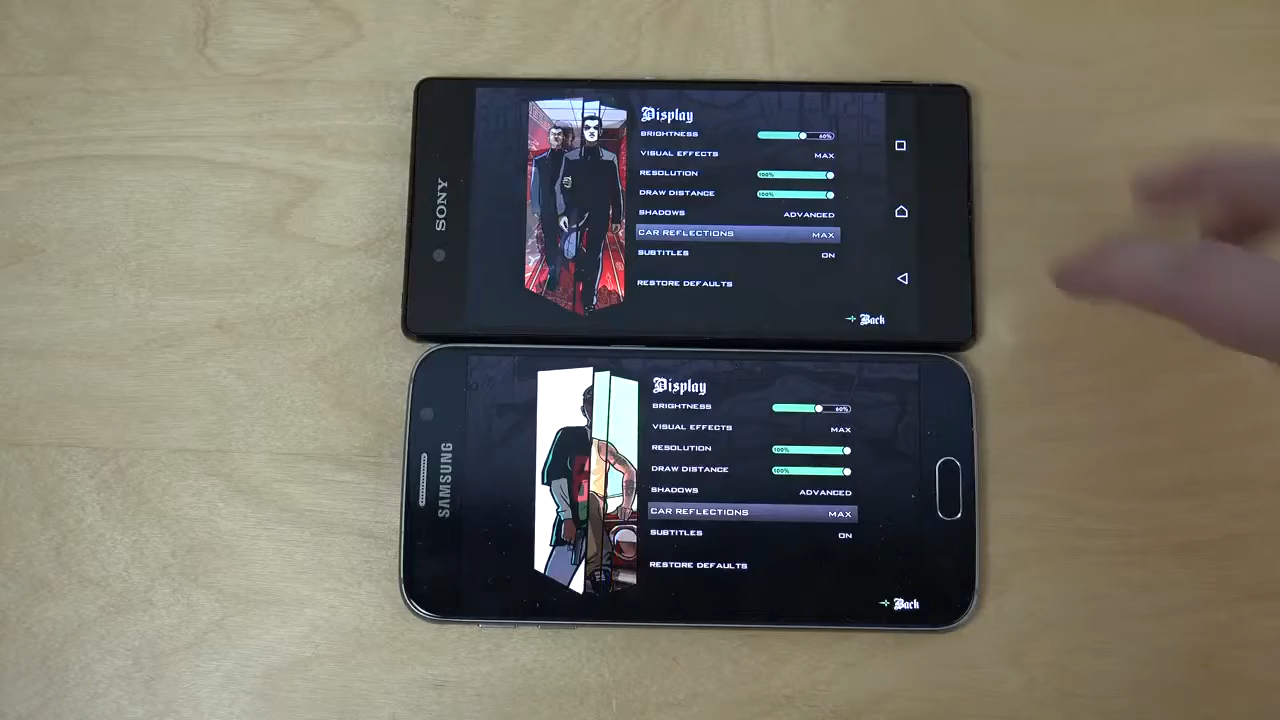 SONY
Display
BRIGHTNESS 60%
VISUAL EFFECTS MAX
RESOLUTION 100%
DRAW DISTANCE 100%
SHADOWS ADVANCED
CAR REFLECTIONS MAX
SUBTITLES ON
RESTORE DEFAULTS
Back
SAMSUNG
Display
BRIGHTNESS 60%
VISUAL EFFECTS MAX
RESOLUTION 100%
DRAW DISTANCE 100%
SHADOWS ADVANCED
CAR REFLECTIONS MAX
SUBTITLES ON
RESTORE DEFAULTS
Back